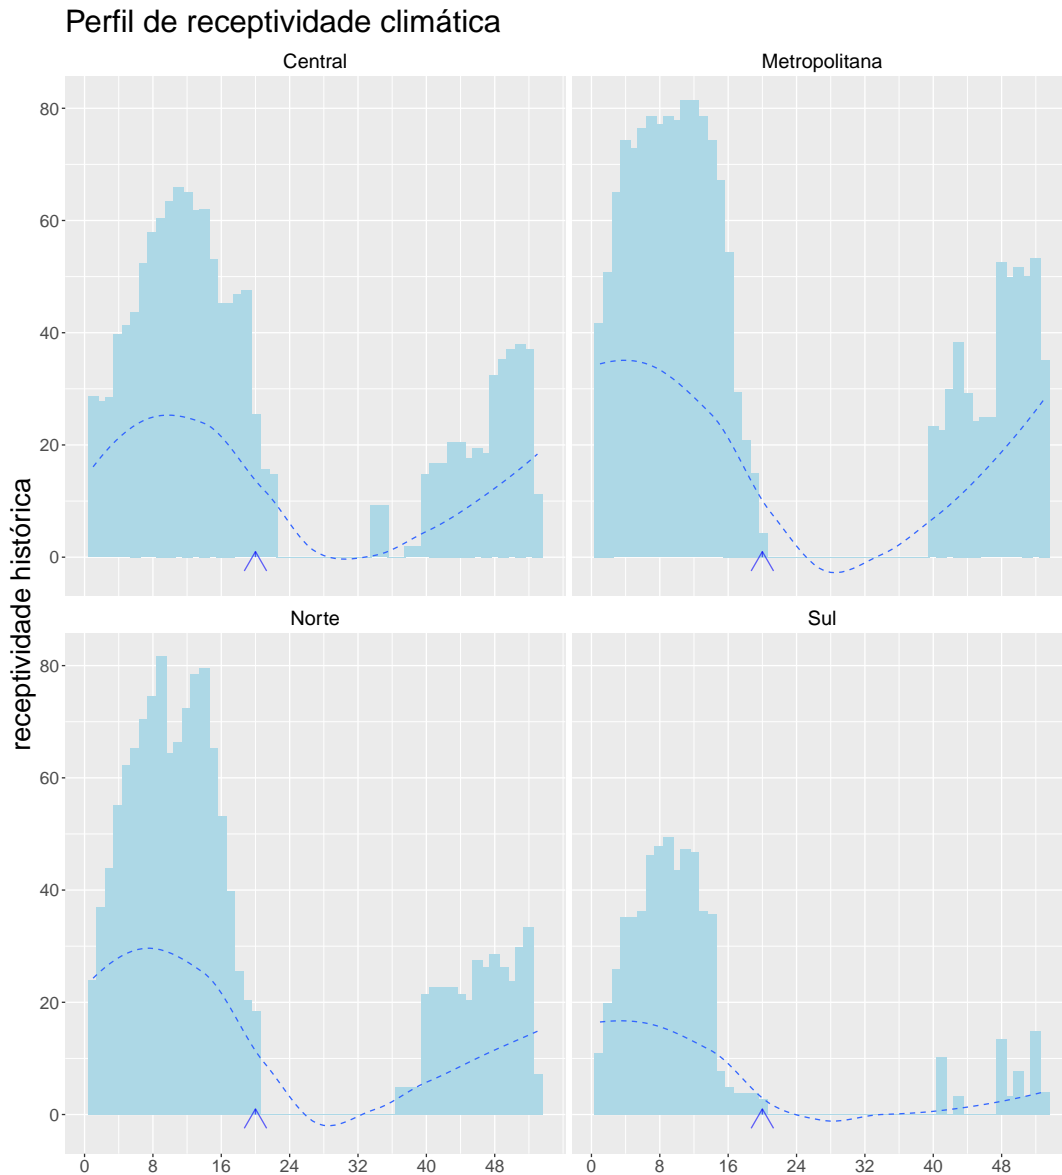 Perfil de receptividade climática
Central
Metropolitana
80
60
40
20
0
receptividade histórica
Norte
Sul
80
60
40
20
0
0 8 16 24 32 40 48
0 8 16 24 32 40 48